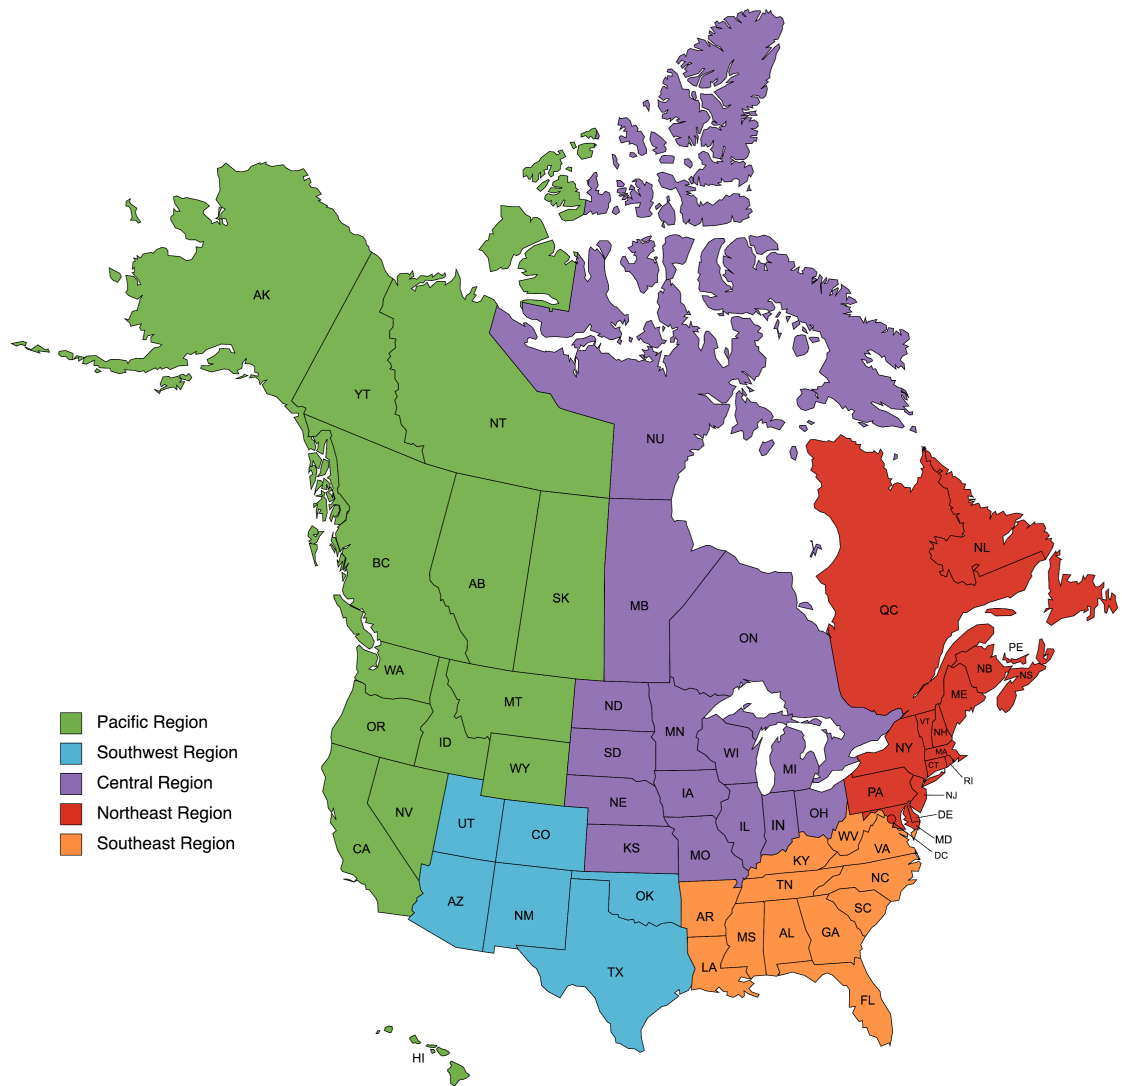 AK
YT
NT
NU
BC
AB
SK
MB
ON
QC
NL
PE
NB
NS
WA
OR
ID
MT
WY
ND
SD
NE
KS
MN
IA
MO
WI
IL
MI
IN
OH
ME
VT
NH
MA
CT
RI
NY
PA
NJ
DE
MD
DC
Pacific Region
Southwest Region
Central Region
Northeast Region
Southeast Region
NV
CA
UT
CO
AZ
NM
OK
TX
WV
VA
KY
TN
NC
SC
AR
MS
AL
GA
LA
FL
HI